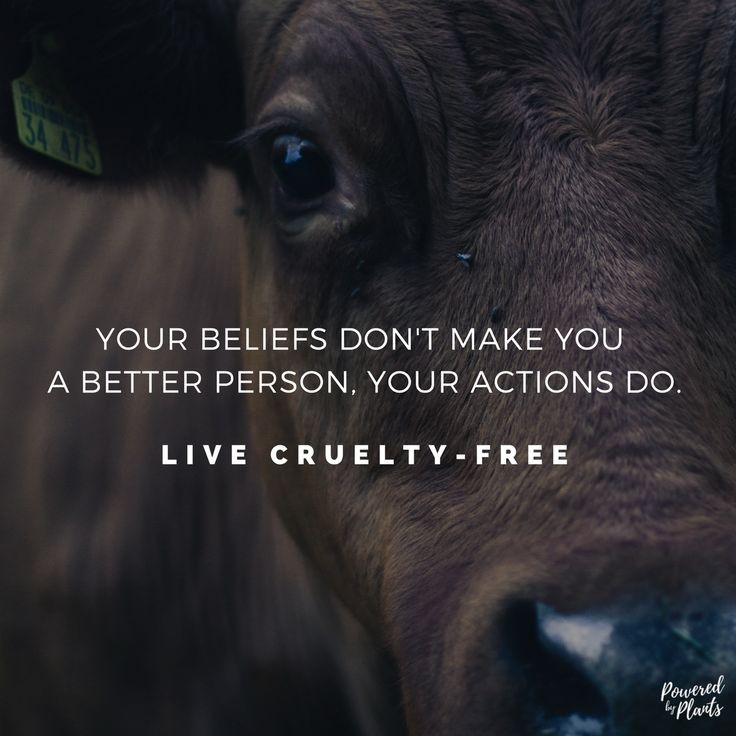 34 475
YOUR BELIEFS DON'T MAKE YOU
A BETTER PERSON, YOUR ACTIONS DO.
LIVE CRUELTY-FREE
Powered
by Plants